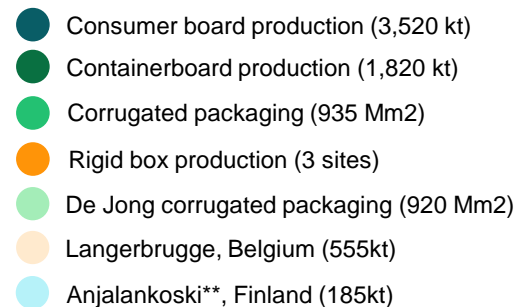 Consumer board production (3,520 kt)
Containerboard production (1,820 kt)
Corrugated packaging (935 Mm2)
Rigid box production (3 sites)
De Jong corrugated packaging (920 Mm2)
Langerbrugge, Belgium (555kt)
Anjalankoski**, Finland (185kt)